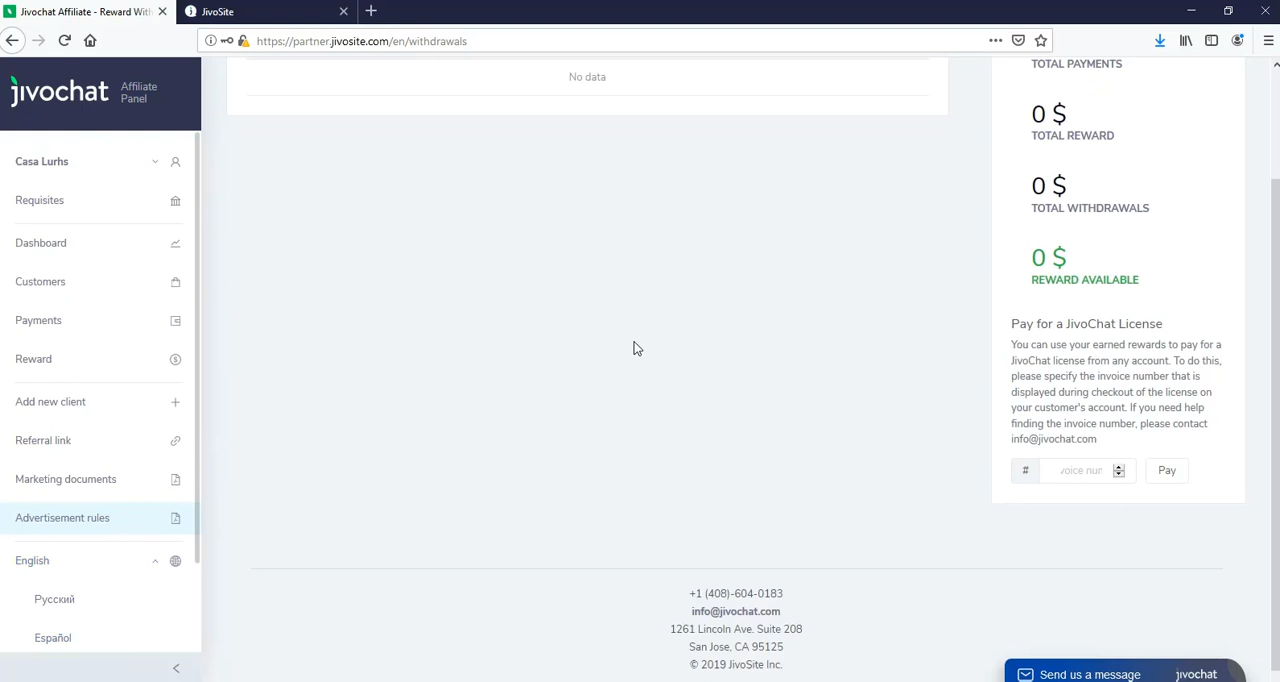 Jivochat Affiliate - Reward With
JivoSite
https://partner.jivosite.com/en/withdrawals
jivochat Affiliate Panel
Casa Lurhs
Requisites
Dashboard
Customers
Payments
Reward
Add new client
Referral link
Marketing documents
Advertisement rules
English
Русский
Español
No data
TOTAL PAYMENTS
0 $
TOTAL REWARD
0 $
TOTAL WITHDRAWALS
0 $
REWARD AVAILABLE
Pay for a JivoChat License
You can use your earned rewards to pay for a
JivoChat license from any account. To do this,
please specify the invoice number that is
displayed during checkout of the license on
your customer's account. If you need help
finding the invoice number, please contact
info@jivochat.com
# voice num Pay
+1 (408)-604-0183
info@jivochat.com
1261 Lincoln Ave. Suite 208
San Jose, CA 95125
© 2019 JivoSite Inc.
Send us a message jivochat